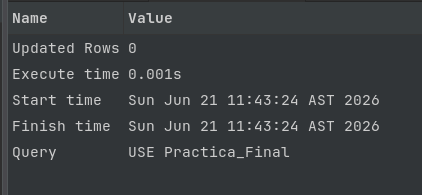 Name Value
Updated Rows 0
Execute time 0.001s
Start time Sun Jun 21 11:43:24 AST 2026
Finish time Sun Jun 21 11:43:24 AST 2026
Query USE Practica_Final